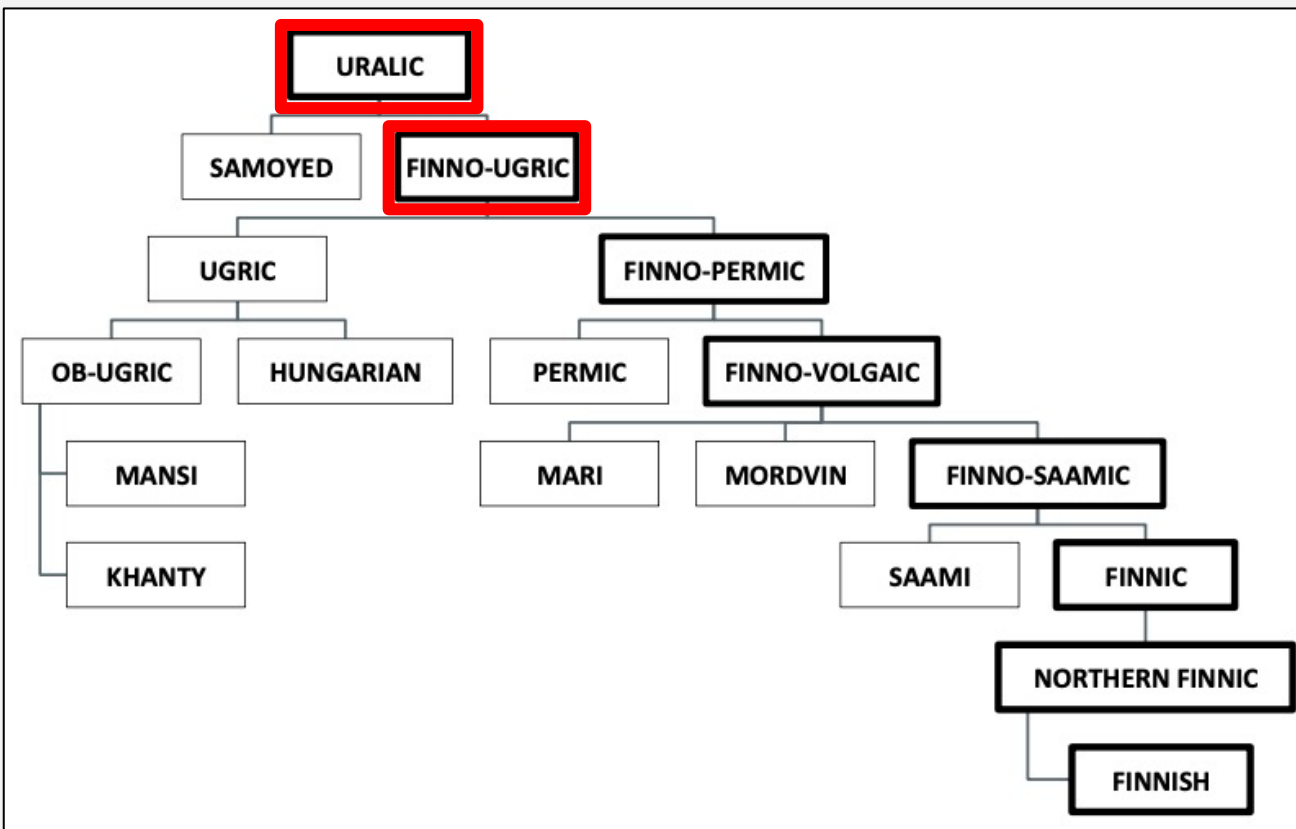 URALIC
SAMOYED
FINNO-UGRIC
UGRIC
FINNO-PERMIC
OB-UGRIC
HUNGARIAN
PERMIC
FINNO-VOLGAIC
MANSI
MARI
MORDVIN
FINNO-SAAMIC
KHANTY
SAAMI
FINNIC
NORTHERN FINNIC
FINNISH